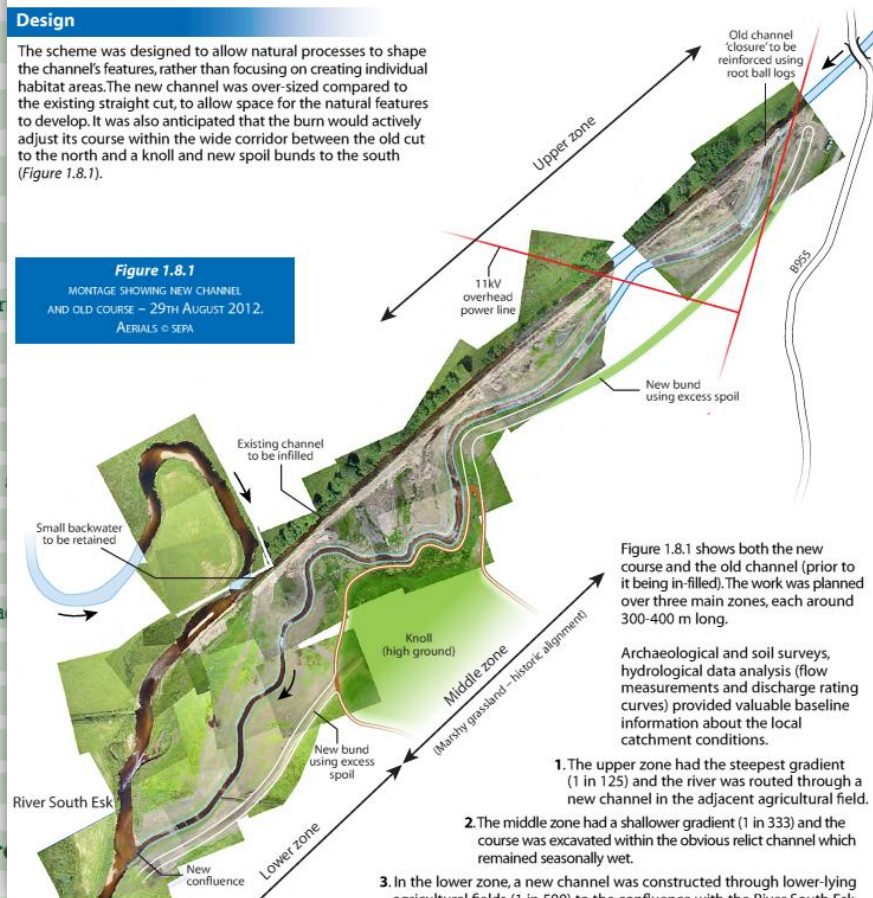 Design
The scheme was designed to allow natural processes to shape
the channel's features, rather than focusing on creating individual
habitat areas. The new channel was over-sized compared to
the existing straight cut, to allow space for the natural features
to develop. It was also anticipated that the burn would actively
adjust its course within the wide corridor between the old cut
to the north and a knoll and new spoil bunds to the south
(Figure 1.8.1).
Old channel
'closure' to be
reinforced using
root ball logs
Upper zone
Figure 1.8.1
MONTAGE SHOWING NEW CHANNEL
AND OLD COURSE – 29TH AUGUST 2012.
AERIALS © SEPA
11kV
overhead
power line
B955
New bund
using excess spoil
Existing channel
to be infilled
Small backwater
to be retained
Knoll
(high ground)
Middle zone
(Marshy grassland – historic alignment)
New bund
using excess
spoil
River South Esk
Lower zone
New
confluence
Figure 1.8.1 shows both the new
course and the old channel (prior to
it being in-filled). The work was planned
over three main zones, each around
300-400 m long.
Archaeological and soil surveys,
hydrological data analysis (flow
measurements and discharge rating
curves) provided valuable baseline
information about the local
catchment conditions.
1. The upper zone had the steepest gradient
(1 in 125) and the river was routed through a
new channel in the adjacent agricultural field.
2. The middle zone had a shallower gradient (1 in 333) and the
course was excavated within the obvious relict channel which
remained seasonally wet.
3. In the lower zone, a new channel was constructed through lower-lying
agricultural fields (1 in 500) to the confluence with the River South Esk.